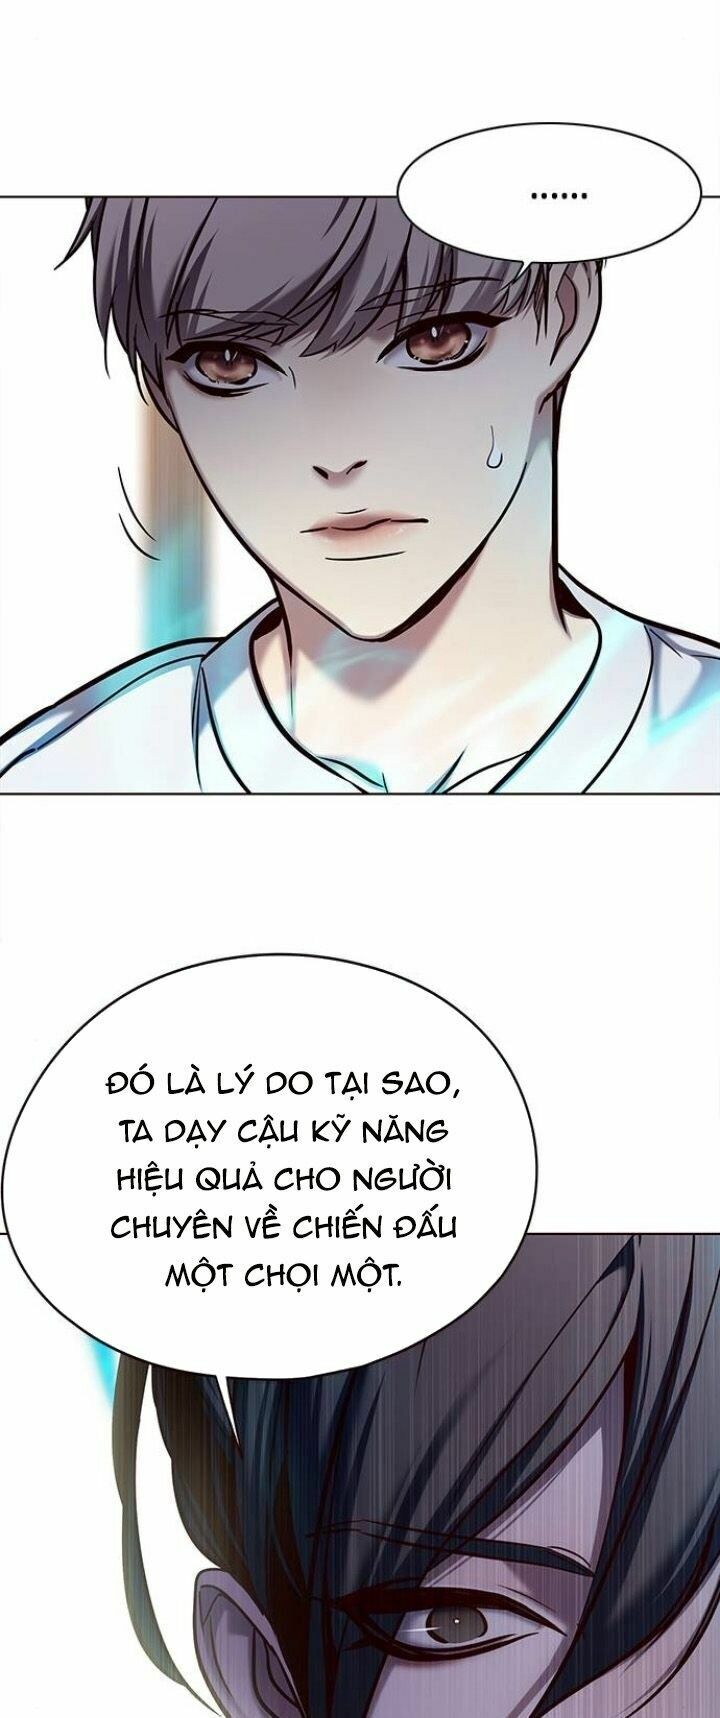 ......
ĐÓ LÀ LÝ DO TẠI SAO,
TA DẠY CẬU KỸ NĂNG
HIỆU QUẢ CHO NGƯỜI
CHUYÊN VỀ CHIẾN ĐẤU
MỘT CHỌI MỘT.